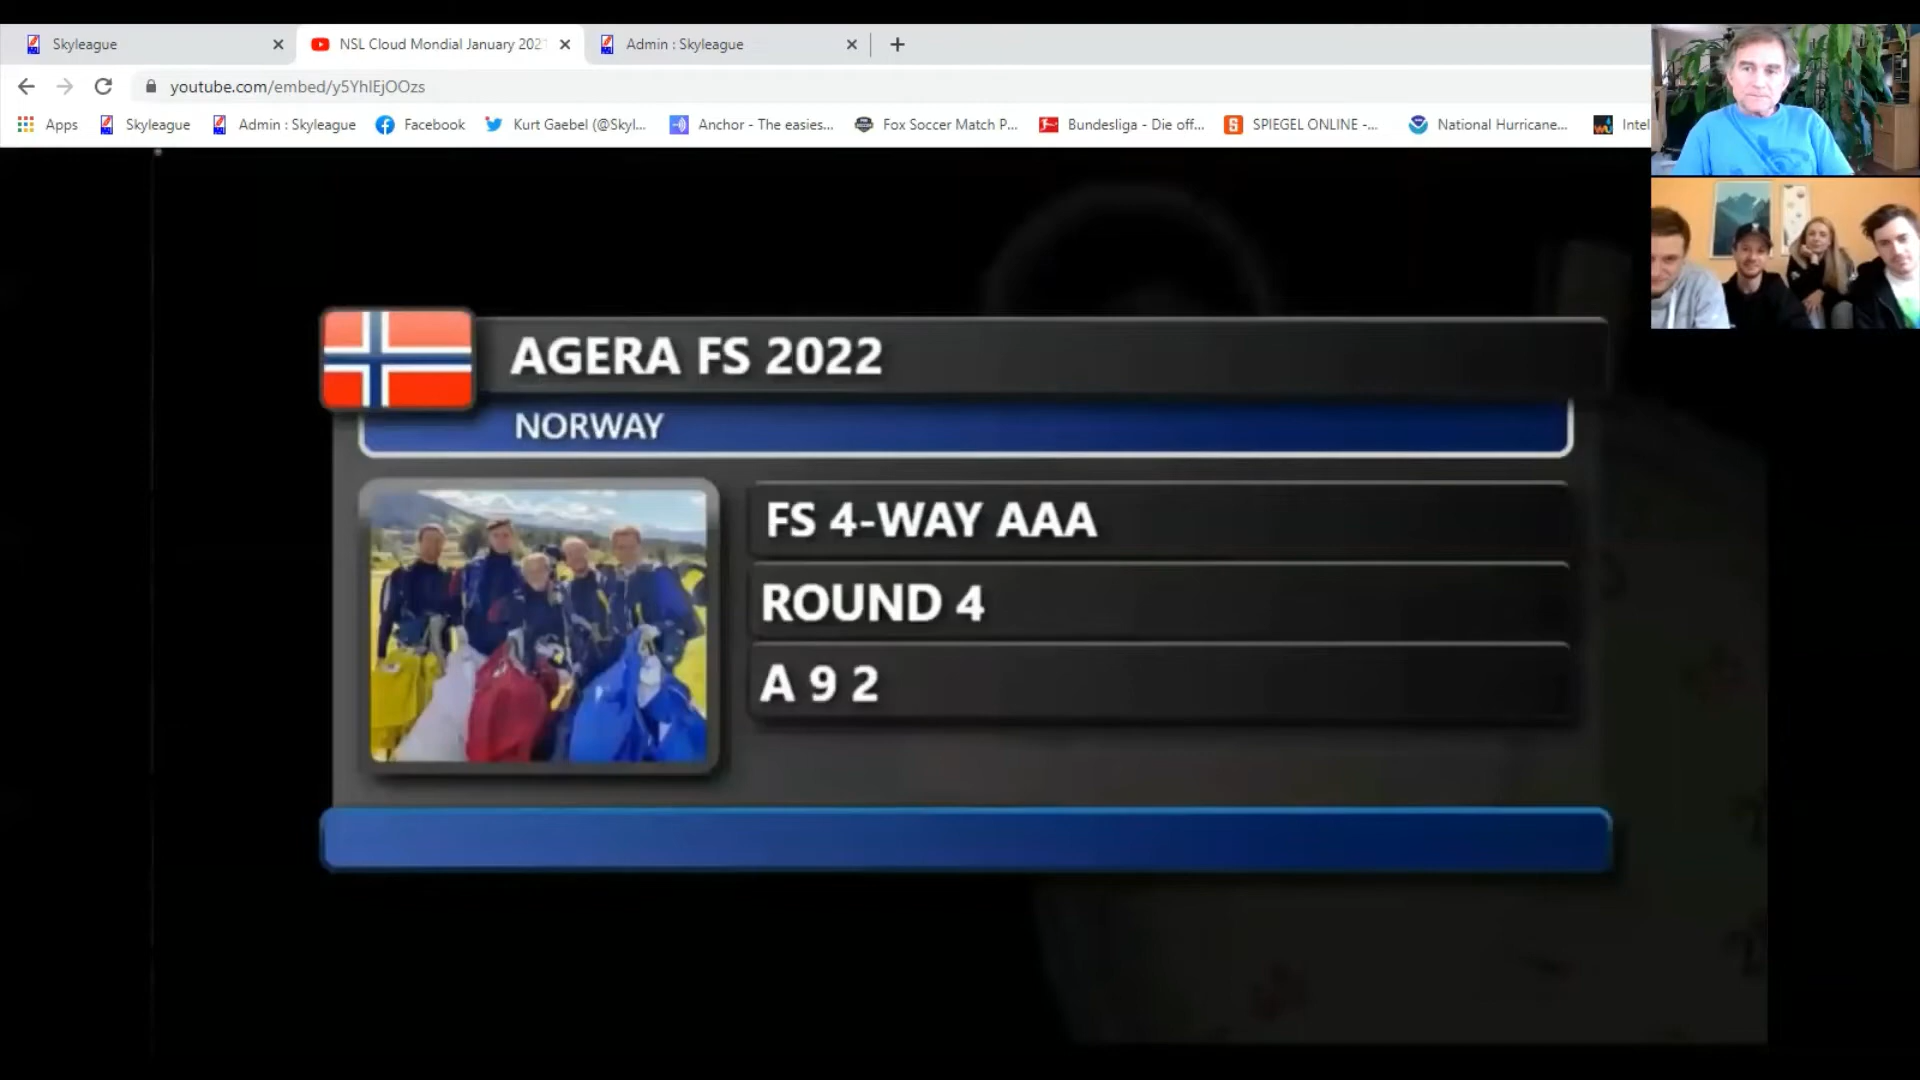 Skyleague
NSL Cloud Mondial January 2021
Admin : Skyleague
youtube.com/embed/y5YhlEjOOzs
Apps
Skyleague
Admin : Skyleague
Facebook
Kurt Gaebel (@Skyl...
Anchor - The easies...
Fox Soccer Match P...
Bundesliga - Die off...
SPIEGEL ONLINE -...
National Hurricane...
Intel
AGERA FS 2022
NORWAY
FS 4-WAY AAA
ROUND 4
A 9 2